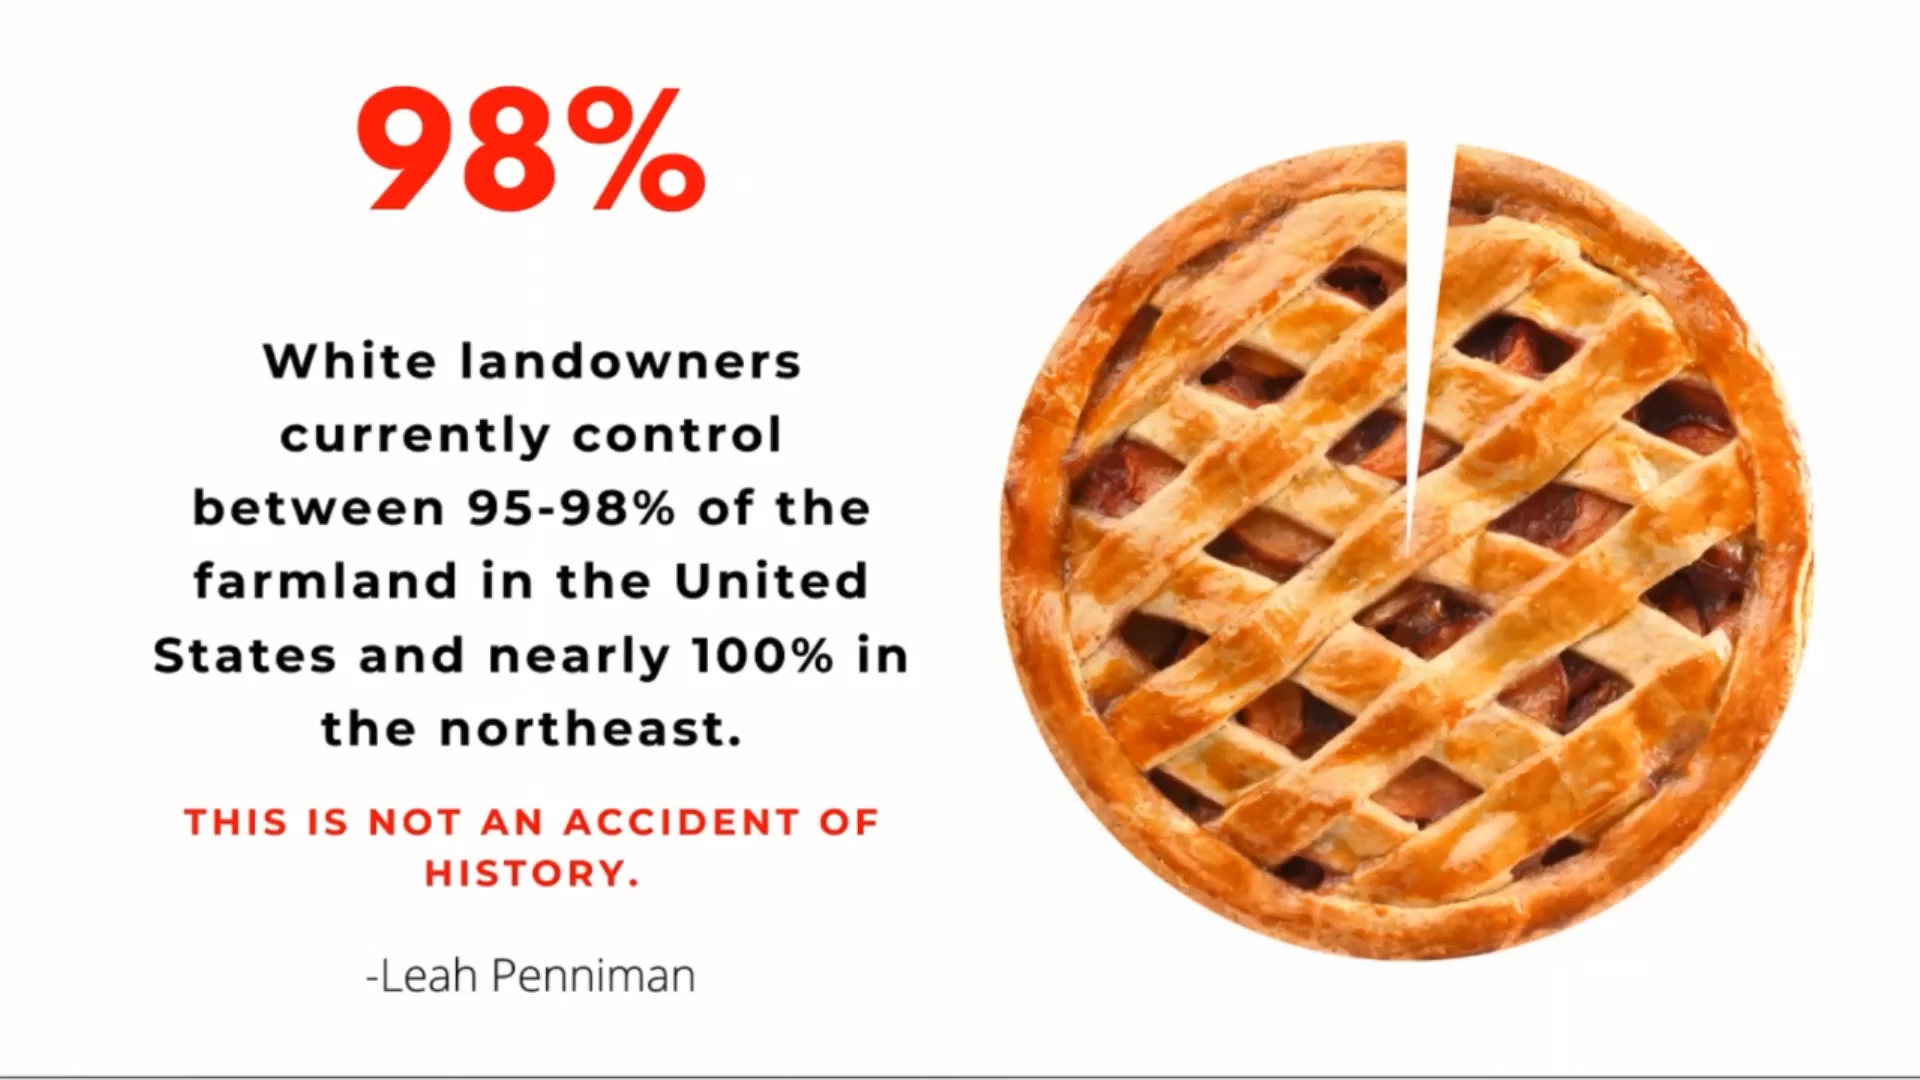 98%
White landowners
currently control
between 95-98% of the
farmland in the United
States and nearly 100% in
the northeast.
THIS IS NOT AN ACCIDENT OF
HISTORY.
-Leah Penniman